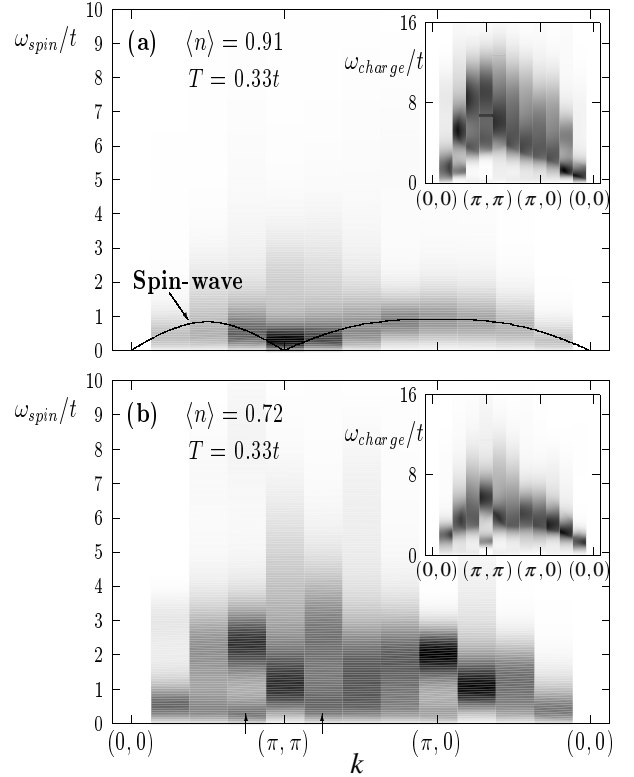 ω_spin/t
10
9
8
7
6
5
4
3
2
1
0
(a) ⟨n⟩ = 0.91
T = 0.33t
Spin-wave
ω_charge/t
16
8
0
(0,0) (π,π) (π,0) (0,0)
ω_spin/t
10
9
8
7
6
5
4
3
2
1
0
(b) ⟨n⟩ = 0.72
T = 0.33t
ω_charge/t
16
8
0
(0,0) (π,π) (π,0) (0,0)
(0,0) (π,π) (π,0) (0,0)
k